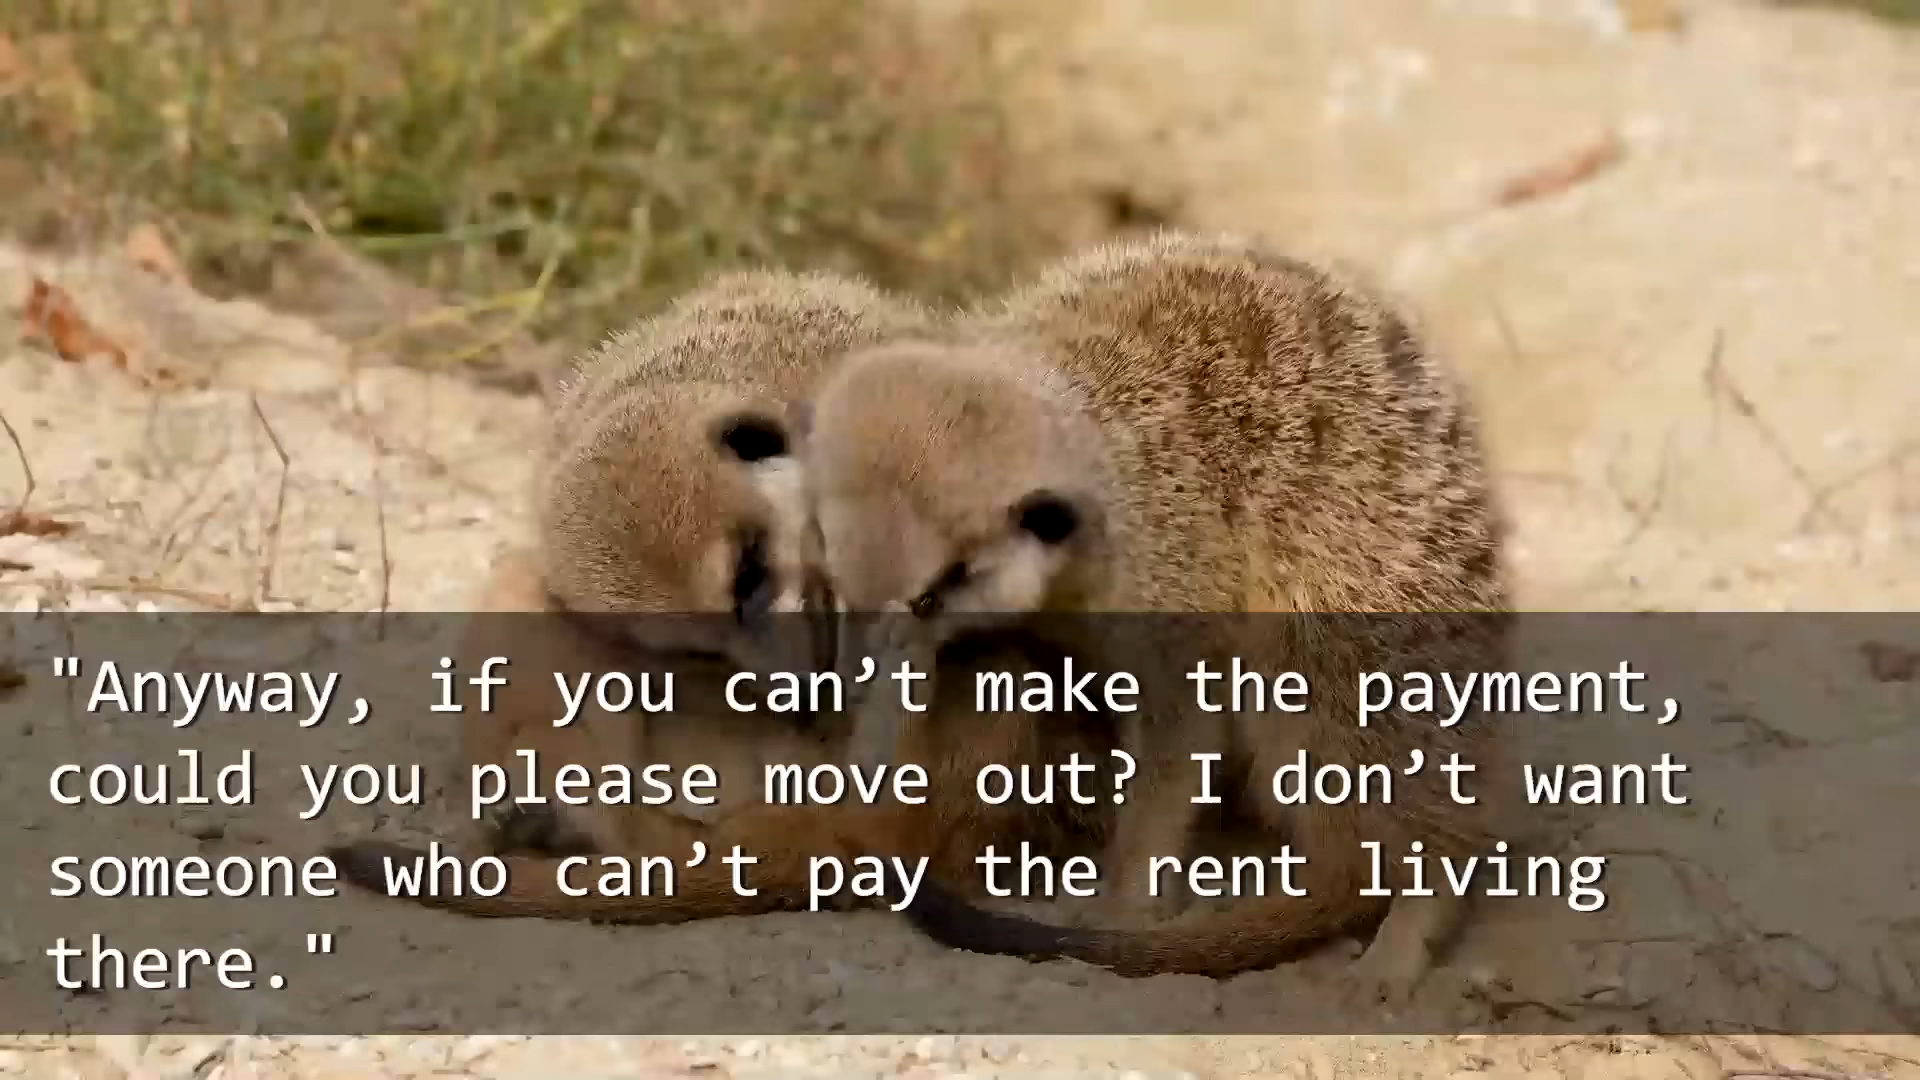 "Anyway, if you can’t make the payment,
could you please move out? I don’t want
someone who can’t pay the rent living
there."